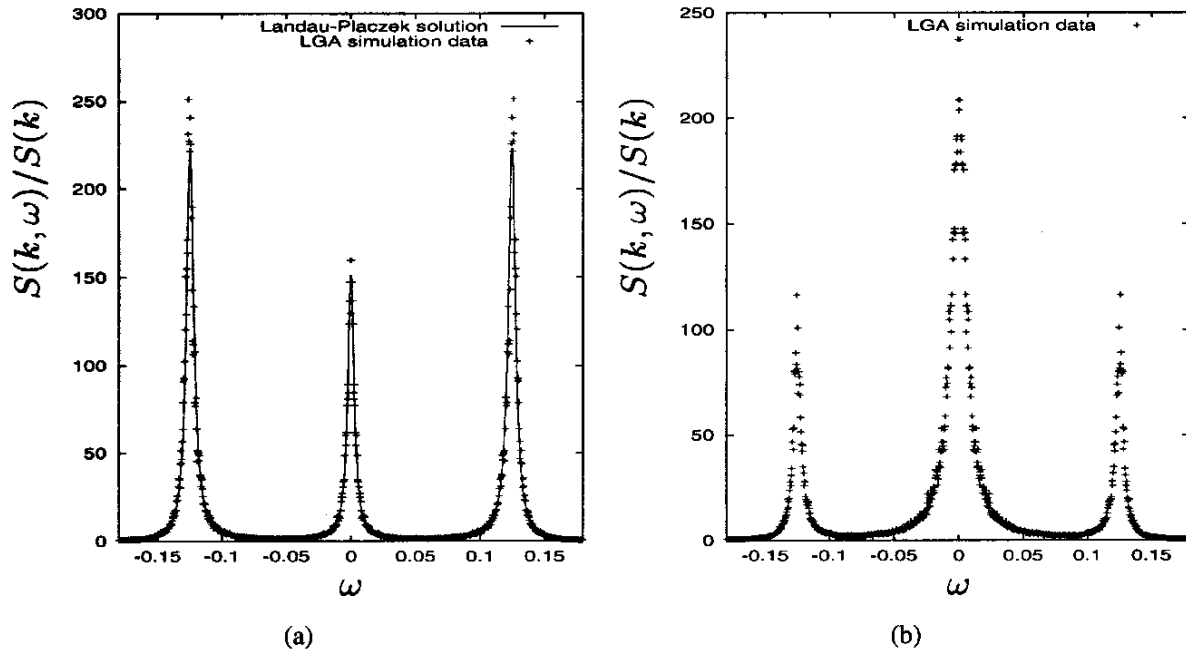 Landau-Placzek solution
LGA simulation data
S(k, ω)/S(k)
300
250
200
150
100
50
0
-0.15 -0.1 -0.05 0 0.05 0.1 0.15
ω
(a)
LGA simulation data
S(k, ω)/S(k)
250
200
150
100
50
0
-0.15 -0.1 -0.05 0 0.05 0.1 0.15
ω
(b)